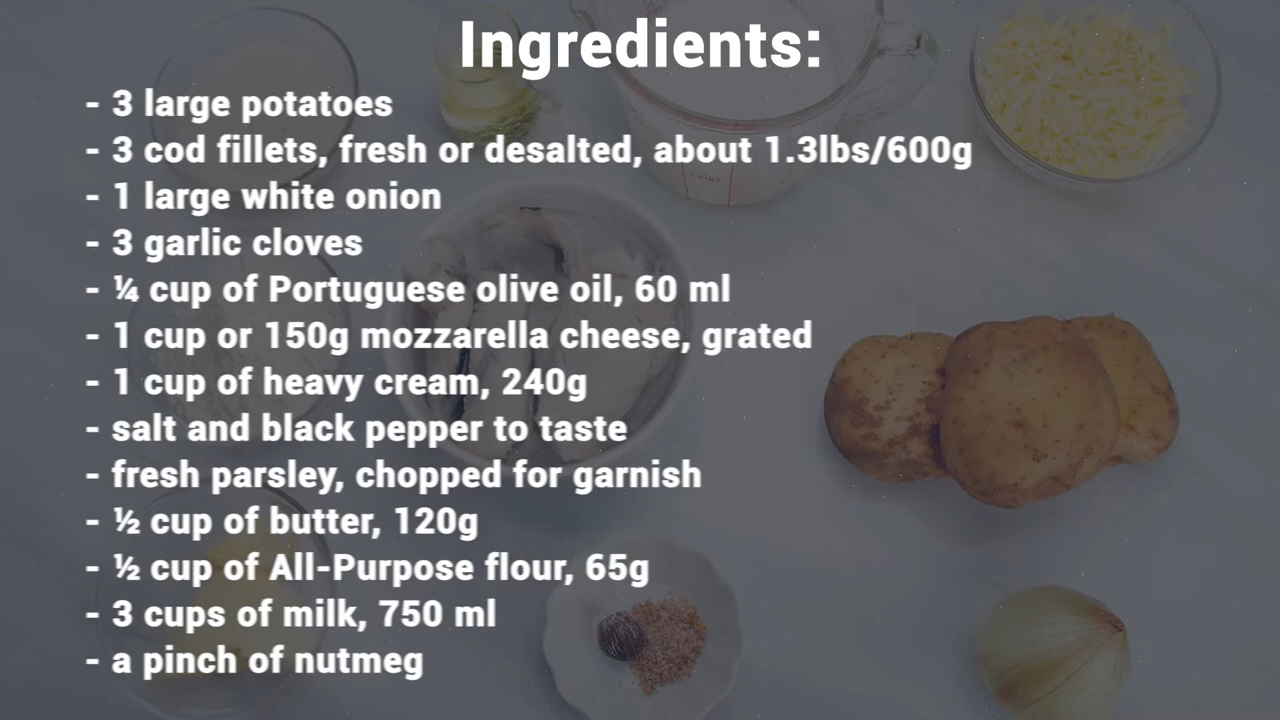 Ingredients:
- 3 large potatoes
- 3 cod fillets, fresh or desalted, about 1.3lbs/600g
- 1 large white onion
- 3 garlic cloves
- ¼ cup of Portuguese olive oil, 60 ml
- 1 cup or 150g mozzarella cheese, grated
- 1 cup of heavy cream, 240g
- salt and black pepper to taste
- fresh parsley, chopped for garnish
- ½ cup of butter, 120g
- ½ cup of All-Purpose flour, 65g
- 3 cups of milk, 750 ml
- a pinch of nutmeg